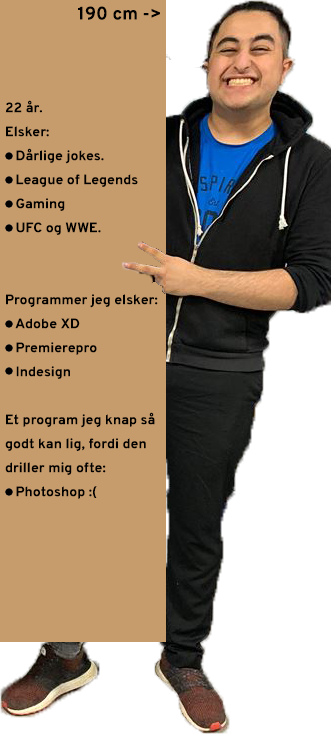 190 cm ->
22 år.
Elsker:
● Dårlige jokes.
● League of Legends
● Gaming
● UFC og WWE.
Programmer jeg elsker:
● Adobe XD
● Premierepro
● Indesign
Et program jeg knap så
godt kan lig, fordi den
driller mig ofte:
● Photoshop :(
SPIR